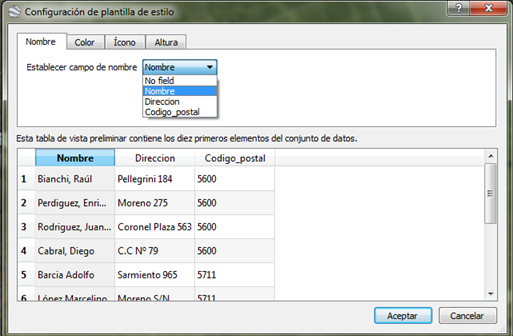 Configuración de plantilla de estilo
Nombre Color Ícono Altura
Establecer campo de nombre Nombre
No field
Nombre
Direccion
Codigo_postal
Esta tabla de vista preliminar contiene los diez primeros elementos del conjunto de datos.
Nombre Direccion Codigo_postal
1 Bianchi, Raúl Pellegrini 184 5600
2 Perdiguez, Enri... Moreno 275 5600
3 Rodriguez, Juan... Coronel Plaza 563 5600
4 Cabral, Diego C.C Nº 79 5600
5 Barcia Adolfo Sarmiento 965 5711
6 López Marcelino Moreno S/N 5711
Aceptar Cancelar